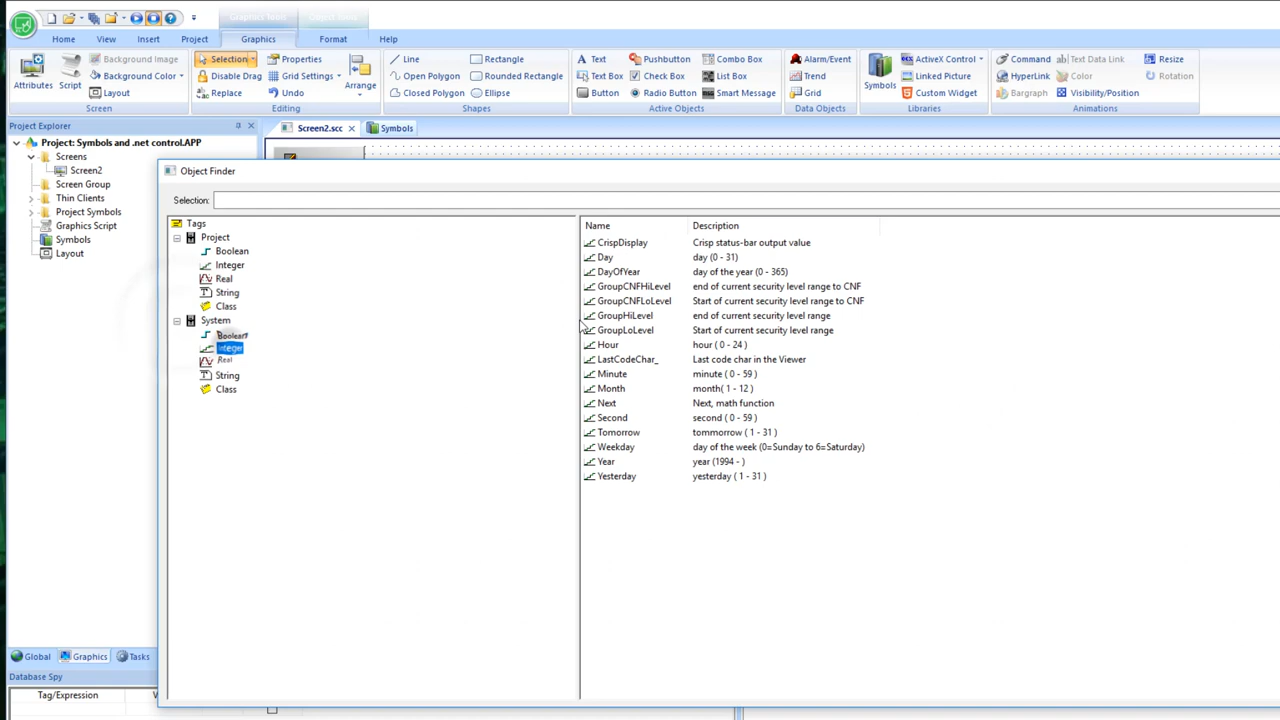 Graphics Tools Object Tools
Home View Insert Project Graphics Format Help
Attributes Script Background Image Background Color Layout
Screen
Selection Disable Drag Replace Properties Grid Settings Undo Arrange
Editing
Line Open Polygon Closed Polygon Rectangle Rounded Rectangle Ellipse
Shapes
Text Text Box Button Pushbutton Check Box Radio Button Combo Box List Box Smart Message
Active Objects
Alarm/Event Trend Grid
Data Objects
Symbols ActiveX Control Linked Picture Custom Widget
Libraries
Command HyperLink Bargraph Text Data Link Color Visibility/Position Resize Rotation
Animations
Project Explorer
Screen2.scc Symbols
Project: Symbols and .net control.APP
Screens
Screen2
Screen Group
Thin Clients
Project Symbols
Graphics Script
Symbols
Layout
Global Graphics Tasks
Database Spy
Tag/Expression
Object Finder
Selection:
Tags
Project
Boolean
Integer
Real
String
Class
System
Boolean
Integer
Real
String
Class
Name Description
CrispDisplay Crisp status-bar output value
Day day (0 - 31)
DayOfYear day of the year (0 - 365)
GroupCNFHiLevel end of current security level range to CNF
GroupCNFLoLevel Start of current security level range to CNF
GroupHiLevel end of current security level range
GroupLoLevel Start of current security level range
Hour hour ( 0 - 24 )
LastCodeChar_ Last code char in the Viewer
Minute minute ( 0 - 59 )
Month month( 1 - 12 )
Next Next, math function
Second second ( 0 - 59 )
Tomorrow tommorrow ( 1 - 31 )
Weekday day of the week (0=Sunday to 6=Saturday)
Year year (1994 - )
Yesterday yesterday ( 1 - 31 )